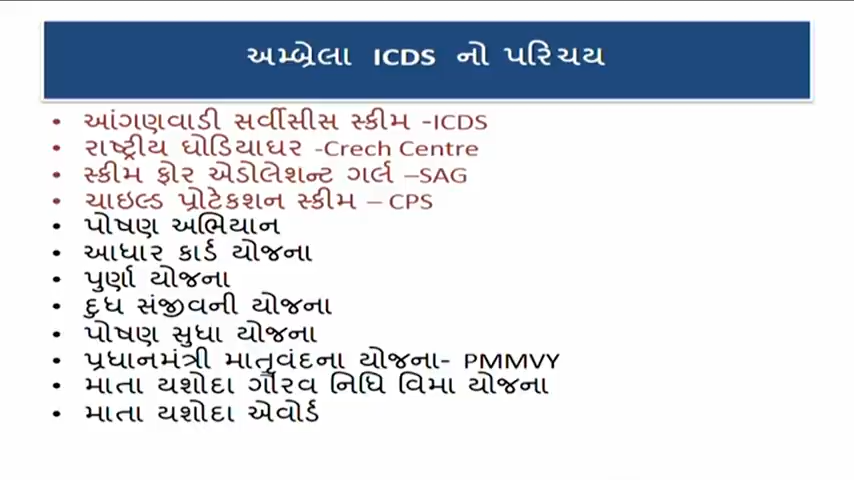 અમ્બ્રેલા ICDS નો પરિચય
• આંગણવાડી સર્વીસીસ સ્કીમ -ICDS
• રાષ્ટ્રીય ઘોડિયાઘર -Crech Centre
• સ્કીમ ફોર એડોલેશન્ટ ગર્લ –SAG
• ચાઇલ્ડ પ્રોટેકશન સ્કીમ – CPS
• પોષણ અભિયાન
• આધાર કાર્ડ યોજના
• પુર્ણા યોજના
• દુધ સંજીવની યોજના
• પોષણ સુધા યોજના
• પ્રધાનમંત્રી માતૃવંદના યોજના- PMMVY
• માતા યશોદા ગૌરવ નિધિ વિમા યોજના
• માતા યશોદા એવોર્ડ